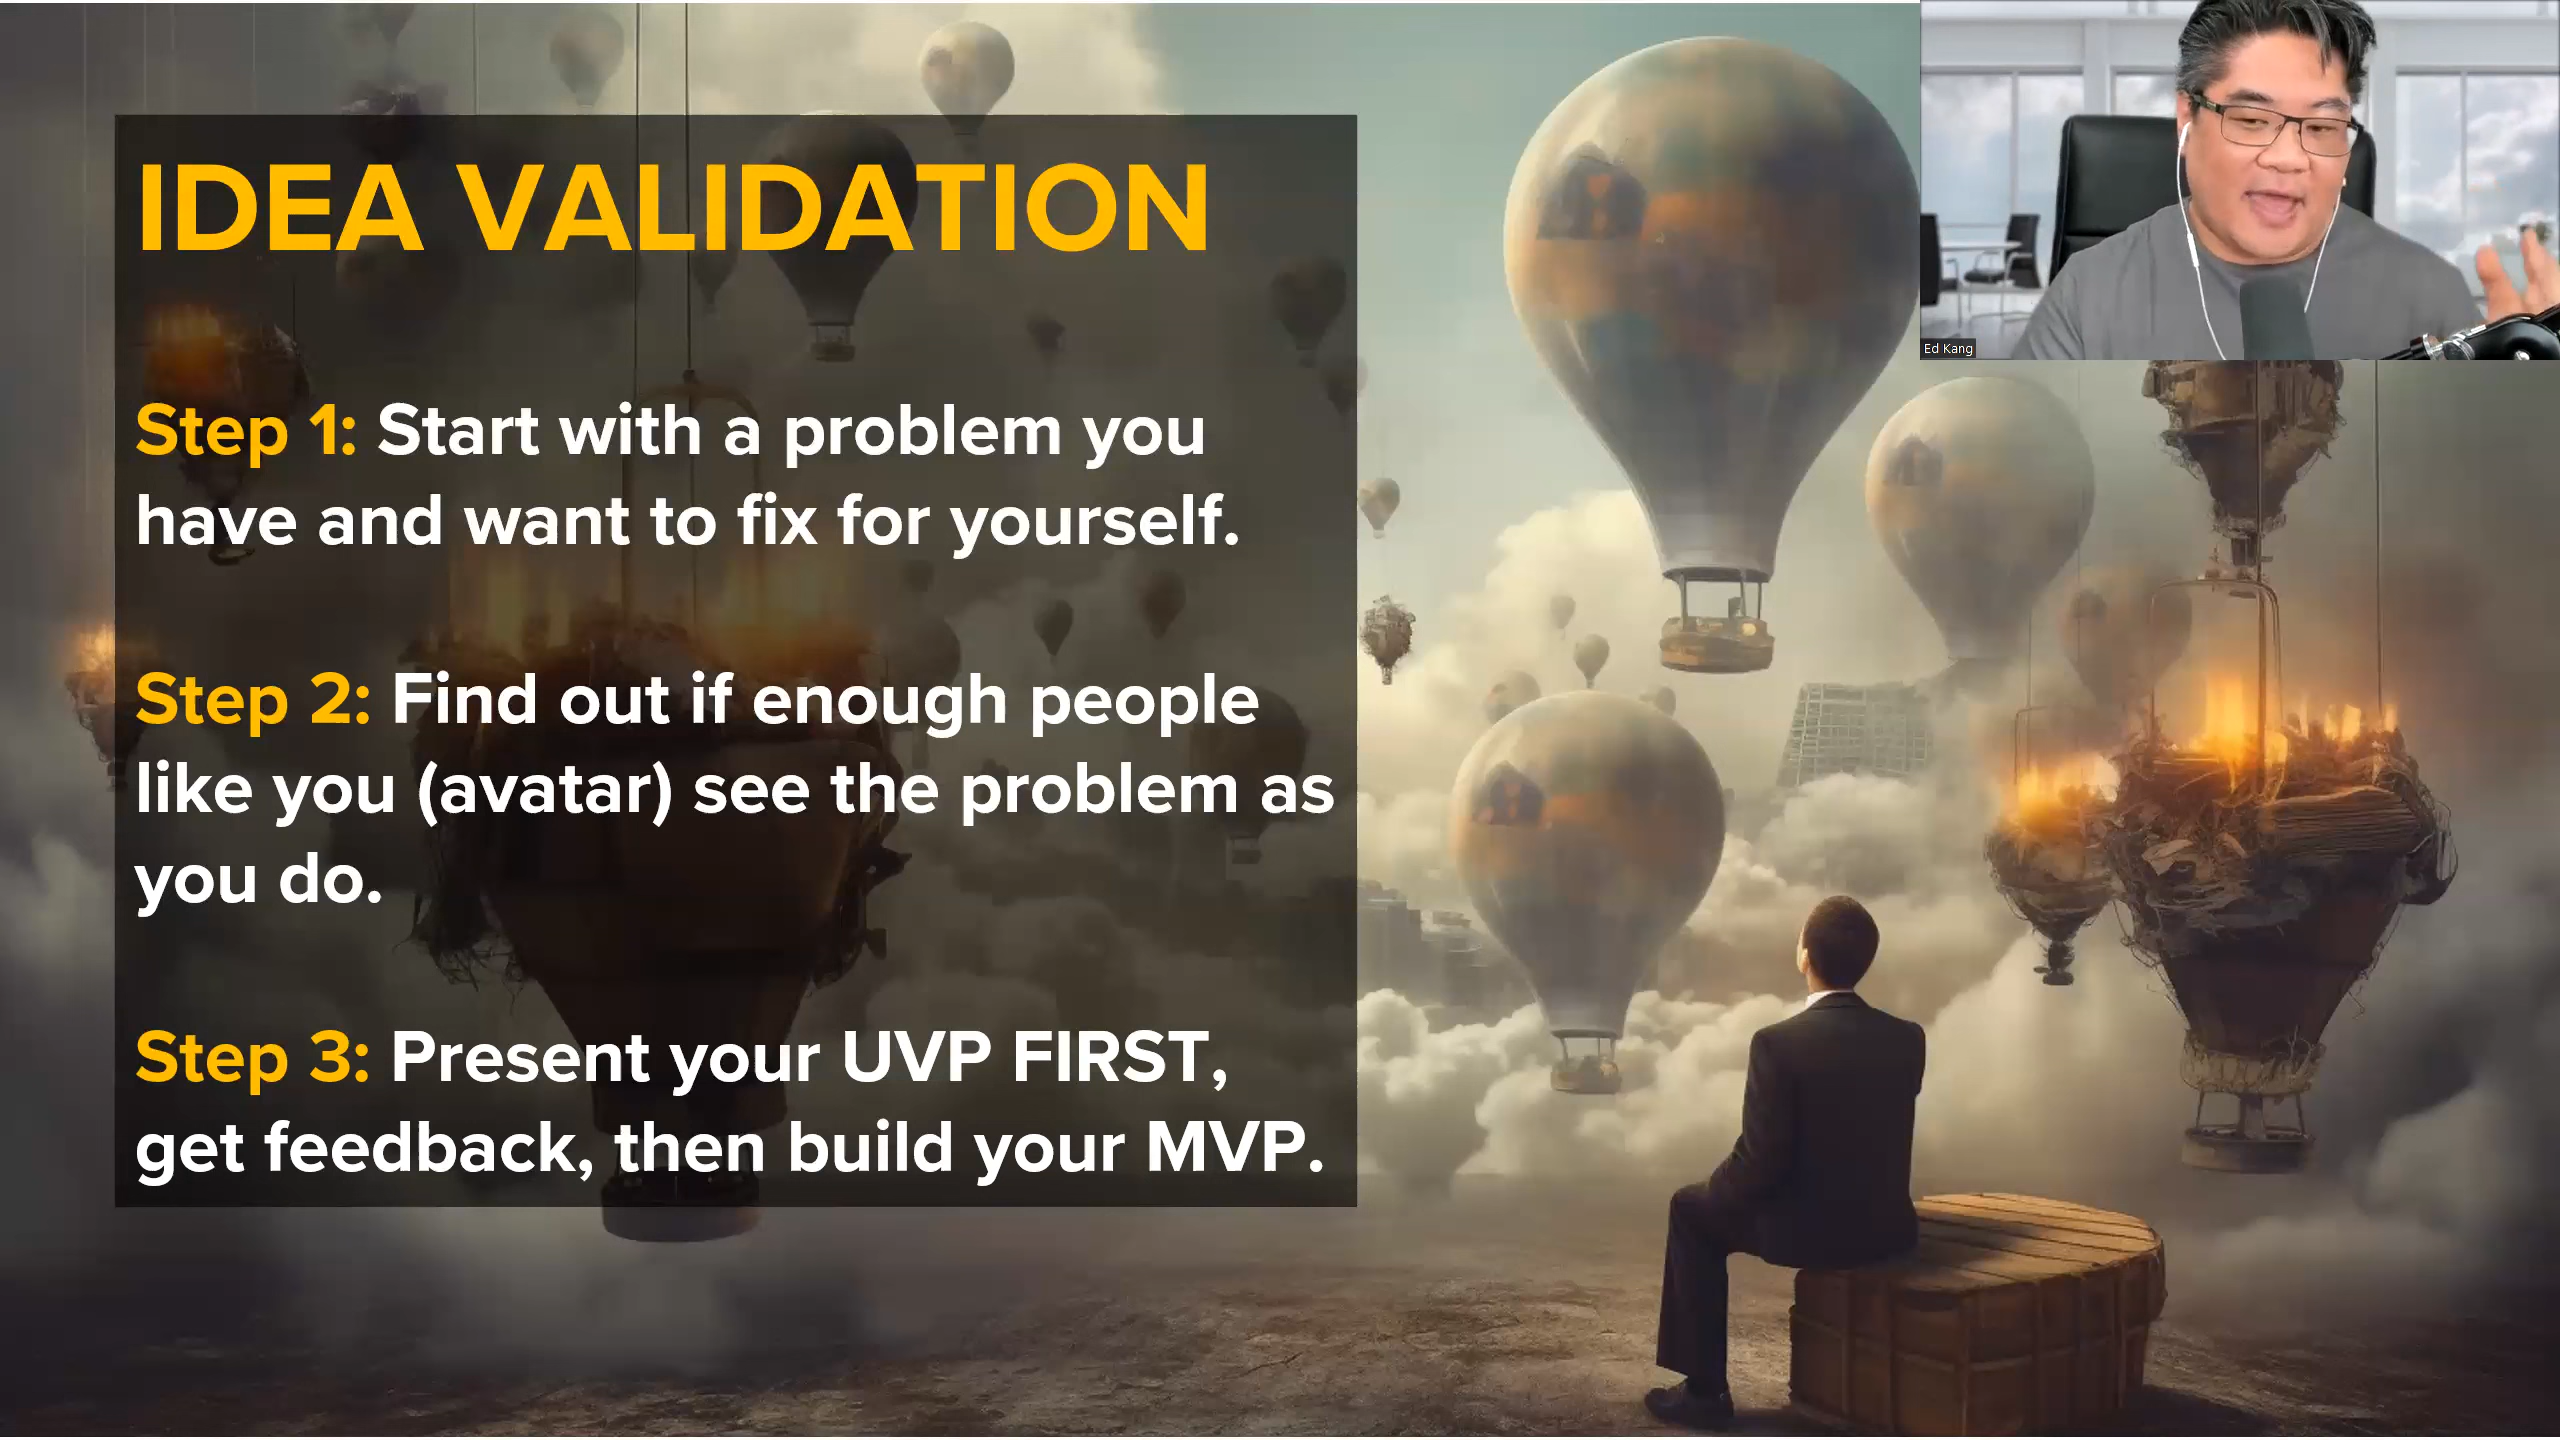 IDEA VALIDATION
Step 1: Start with a problem you
have and want to fix for yourself.
Step 2: Find out if enough people
like you (avatar) see the problem as
you do.
Step 3: Present your UVP FIRST,
get feedback, then build your MVP.
Ed Kang